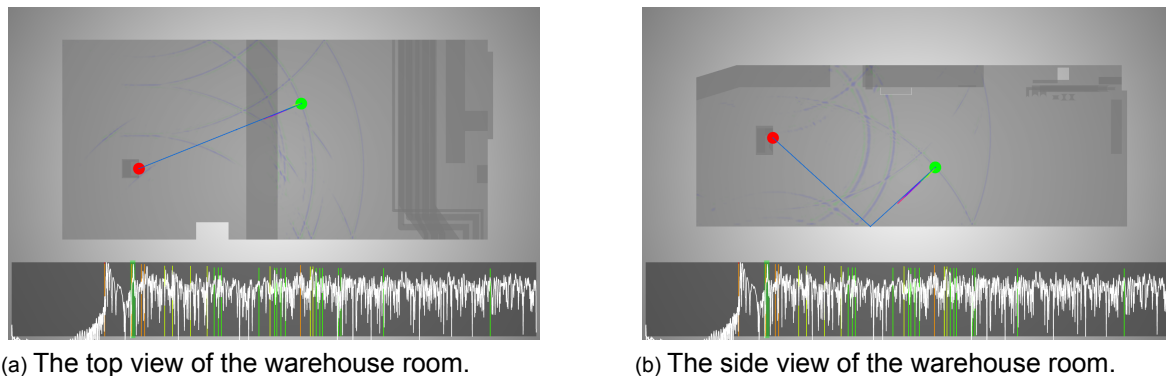 (a) The top view of the warehouse room.
(b) The side view of the warehouse room.